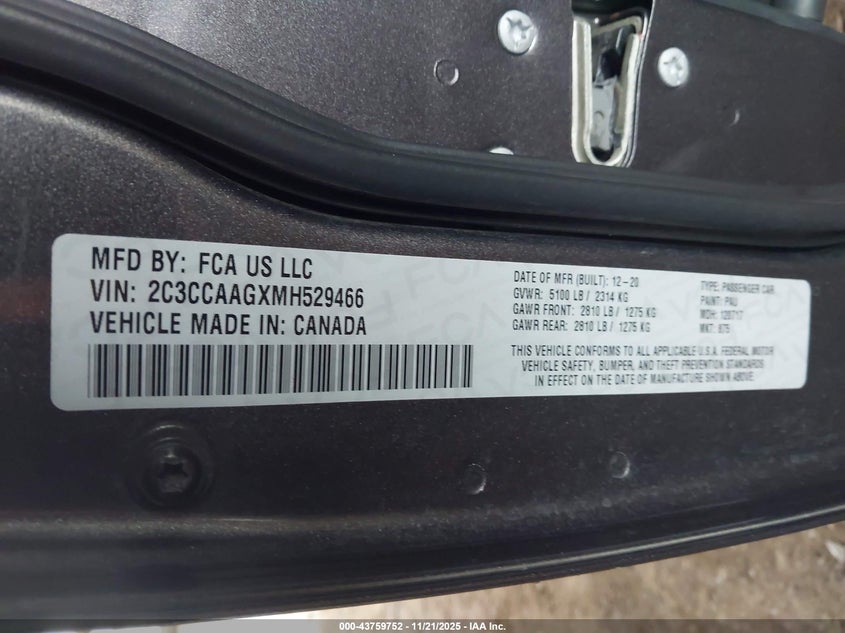 MFD BY: FCA US LLC
VIN: 2C3CCAAGXMH529466
VEHICLE MADE IN: CANADA
DATE OF MFR (BUILT): 12-20
GVWR: 5100 LB / 2314 KG
GAWR FRONT: 2810 LB / 1275 KG
GAWR REAR: 2810 LB / 1275 KG
TYPE: PASSENGER CAR
PAINT: PAU
MDH: 120717
MKT: 875
THIS VEHICLE CONFORMS TO ALL APPLICABLE U.S.A. FEDERAL MOTOR
VEHICLE SAFETY, BUMPER, AND THEFT PREVENTION STANDARDS
IN EFFECT ON THE DATE OF MANUFACTURE SHOWN ABOVE.
000-43759752 - 11/21/2025 - IAA Inc.